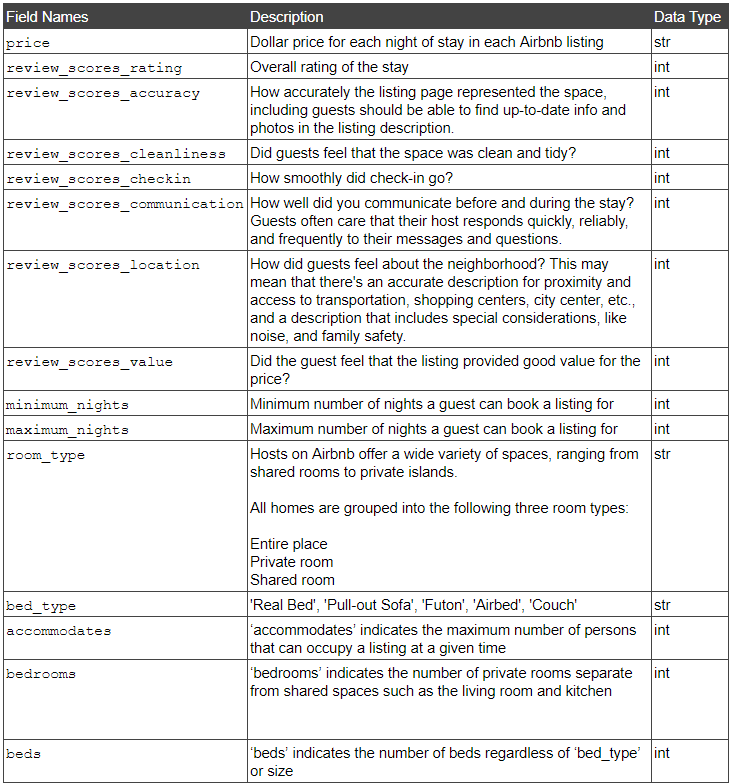 Field Names Description Data Type
price Dollar price for each night of stay in each Airbnb listing str
review_scores_rating Overall rating of the stay int
review_scores_accuracy How accurately the listing page represented the space, int
including guests should be able to find up-to-date info and
photos in the listing description.
review_scores_cleanliness Did guests feel that the space was clean and tidy? int
review_scores_checkin How smoothly did check-in go? int
review_scores_communication How well did you communicate before and during the stay? int
Guests often care that their host responds quickly, reliably,
and frequently to their messages and questions.
review_scores_location How did guests feel about the neighborhood? This may int
mean that there's an accurate description for proximity and
access to transportation, shopping centers, city center, etc.,
and a description that includes special considerations, like
noise, and family safety.
review_scores_value Did the guest feel that the listing provided good value for the int
price?
minimum_nights Minimum number of nights a guest can book a listing for int
maximum_nights Maximum number of nights a guest can book a listing for int
room_type Hosts on Airbnb offer a wide variety of spaces, ranging from str
shared rooms to private islands.
All homes are grouped into the following three room types:
Entire place
Private room
Shared room
bed_type 'Real Bed', 'Pull-out Sofa', 'Futon', 'Airbed', 'Couch' str
accommodates ‘accommodates’ indicates the maximum number of persons int
that can occupy a listing at a given time
bedrooms ‘bedrooms’ indicates the number of private rooms separate int
from shared spaces such as the living room and kitchen
beds ‘beds’ indicates the number of beds regardless of ‘bed_type’ int
or size